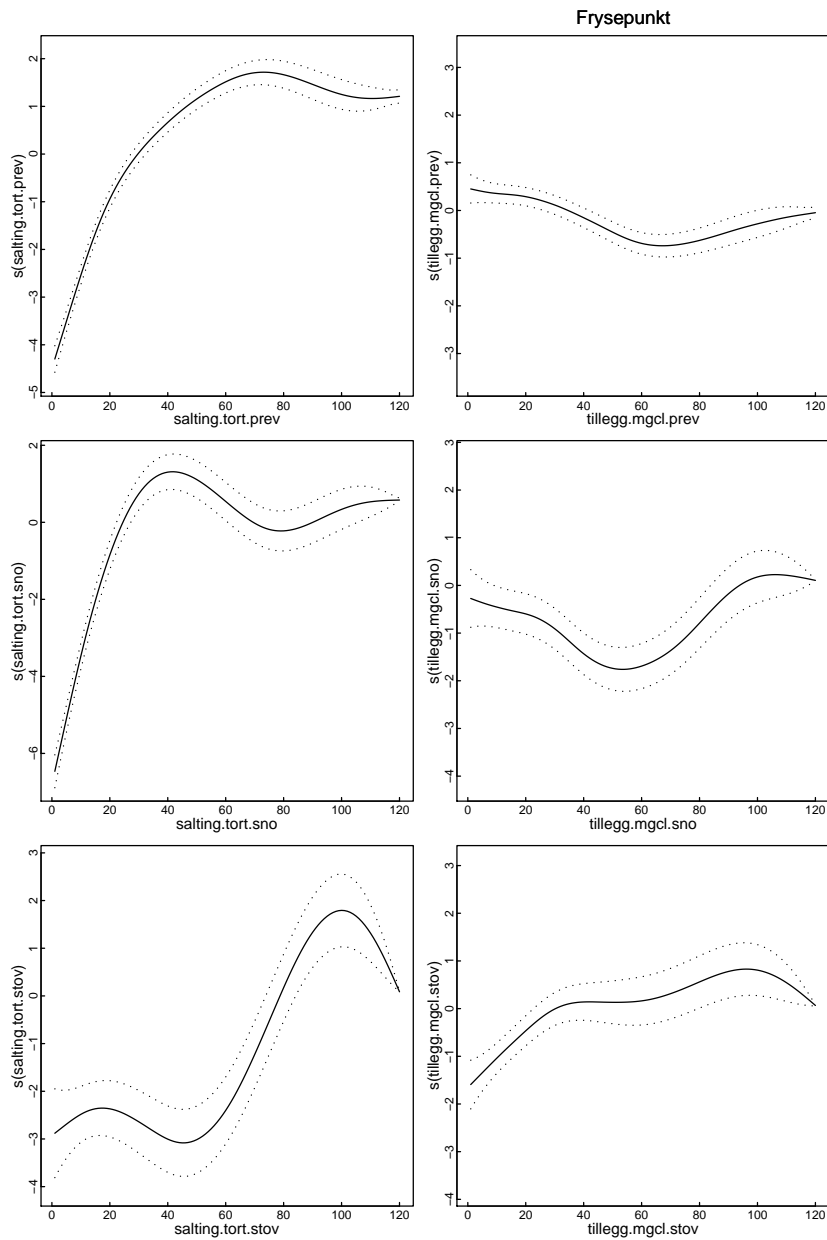 Frysepunkt
s(salting.tort.prev)
2
1
0
−1
−2
−3
−4
−5
0 20 40 60 80 100 120
salting.tort.prev
s(tillegg.mgcl.prev)
3
2
1
0
−1
−2
−3
0 20 40 60 80 100 120
tillegg.mgcl.prev
s(salting.tort.sno)
2
0
−2
−4
−6
0 20 40 60 80 100 120
salting.tort.sno
s(tillegg.mgcl.sno)
3
2
1
0
−1
−2
−3
−4
0 20 40 60 80 100 120
tillegg.mgcl.sno
s(salting.tort.stov)
3
2
1
0
−1
−2
−3
−4
0 20 40 60 80 100 120
salting.tort.stov
s(tillegg.mgcl.stov)
3
2
1
0
−1
−2
−3
−4
0 20 40 60 80 100 120
tillegg.mgcl.stov